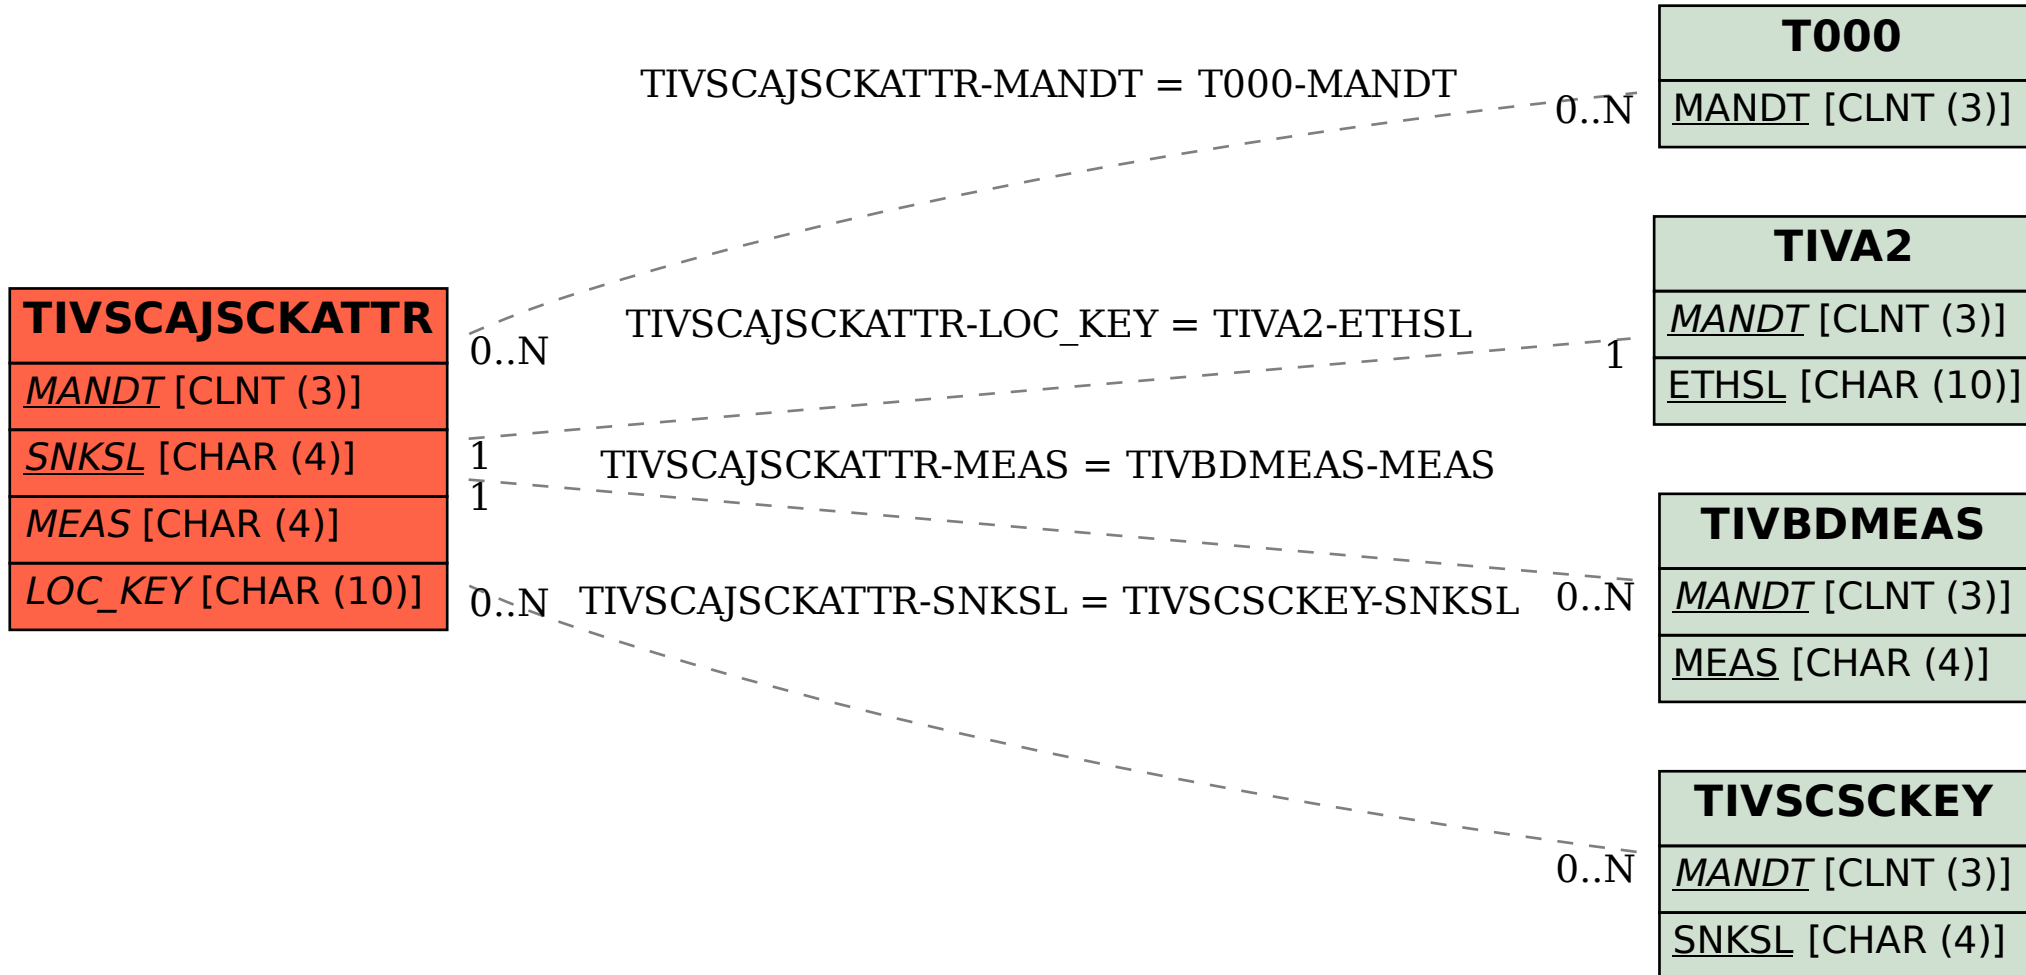 TIVSCAJSCKATTR
MANDT [CLNT (3)]
SNKSL [CHAR (4)]
MEAS [CHAR (4)]
LOC_KEY [CHAR (10)]
TIVSCAJSCKATTR-MANDT = T000-MANDT
0..N
0..N
TIVSCAJSCKATTR-LOC_KEY = TIVA2-ETHSL
1
1
TIVSCAJSCKATTR-MEAS = TIVBDMEAS-MEAS
1
0..N
TIVSCAJSCKATTR-SNKSL = TIVSCSCKEY-SNKSL
0..N
0..N
T000
MANDT [CLNT (3)]
TIVA2
MANDT [CLNT (3)]
ETHSL [CHAR (10)]
TIVBDMEAS
MANDT [CLNT (3)]
MEAS [CHAR (4)]
TIVSCSCKEY
MANDT [CLNT (3)]
SNKSL [CHAR (4)]